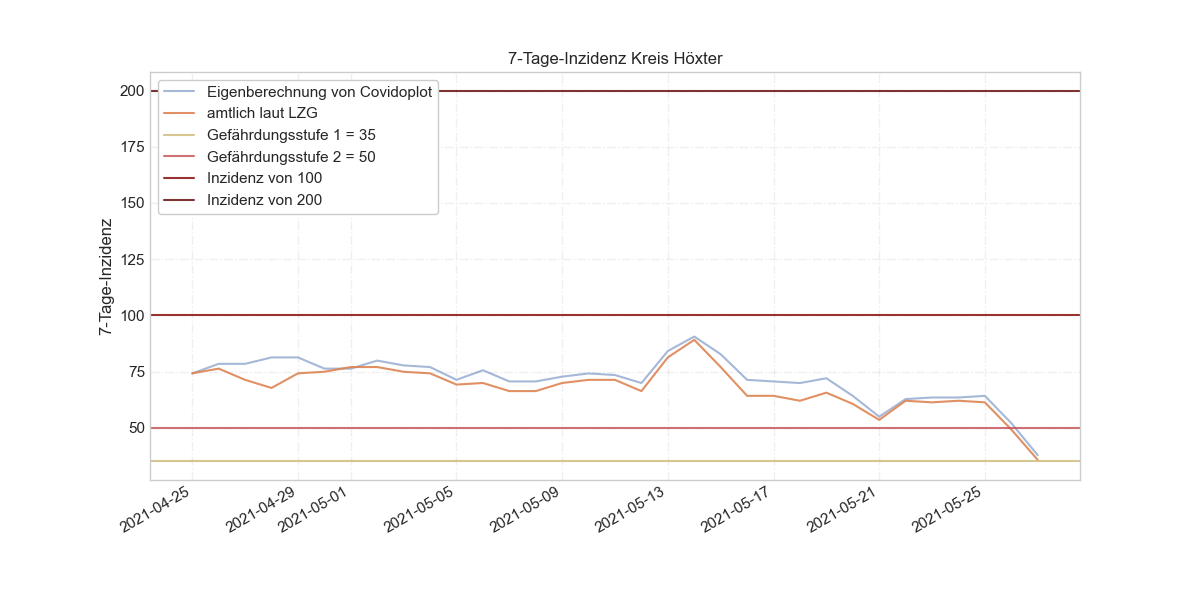 7-Tage-Inzidenz Kreis Höxter
Eigenberechnung von Covidoplot
amtlich laut LZG
Gefährdungsstufe 1 = 35
Gefährdungsstufe 2 = 50
Inzidenz von 100
Inzidenz von 200
7-Tage-Inzidenz
200
175
150
125
100
75
50
2021-04-25
2021-04-29
2021-05-01
2021-05-05
2021-05-09
2021-05-13
2021-05-17
2021-05-21
2021-05-25